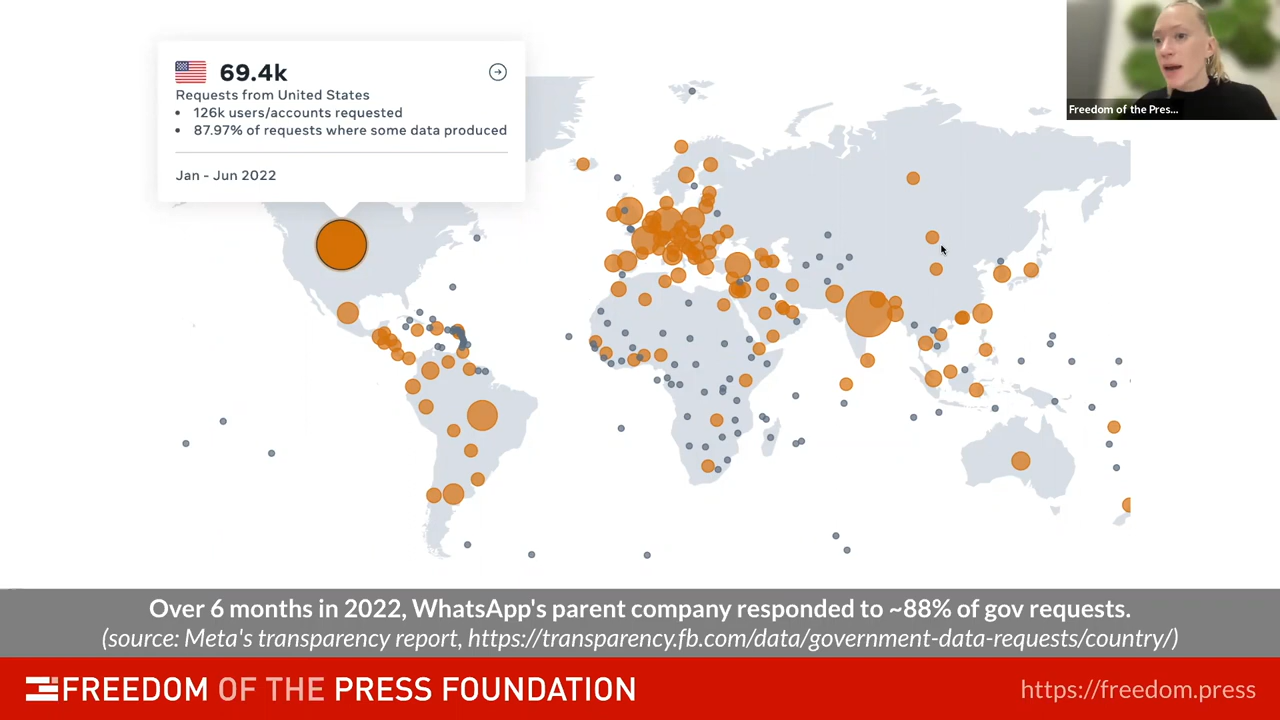 69.4k
Requests from United States
• 126k users/accounts requested
• 87.97% of requests where some data produced
Jan - Jun 2022
Freedom of the Pres...
Over 6 months in 2022, WhatsApp's parent company responded to ~88% of gov requests.
(source: Meta's transparency report, https://transparency.fb.com/data/government-data-requests/country/)
FREEDOM OF THE PRESS FOUNDATION
https://freedom.press